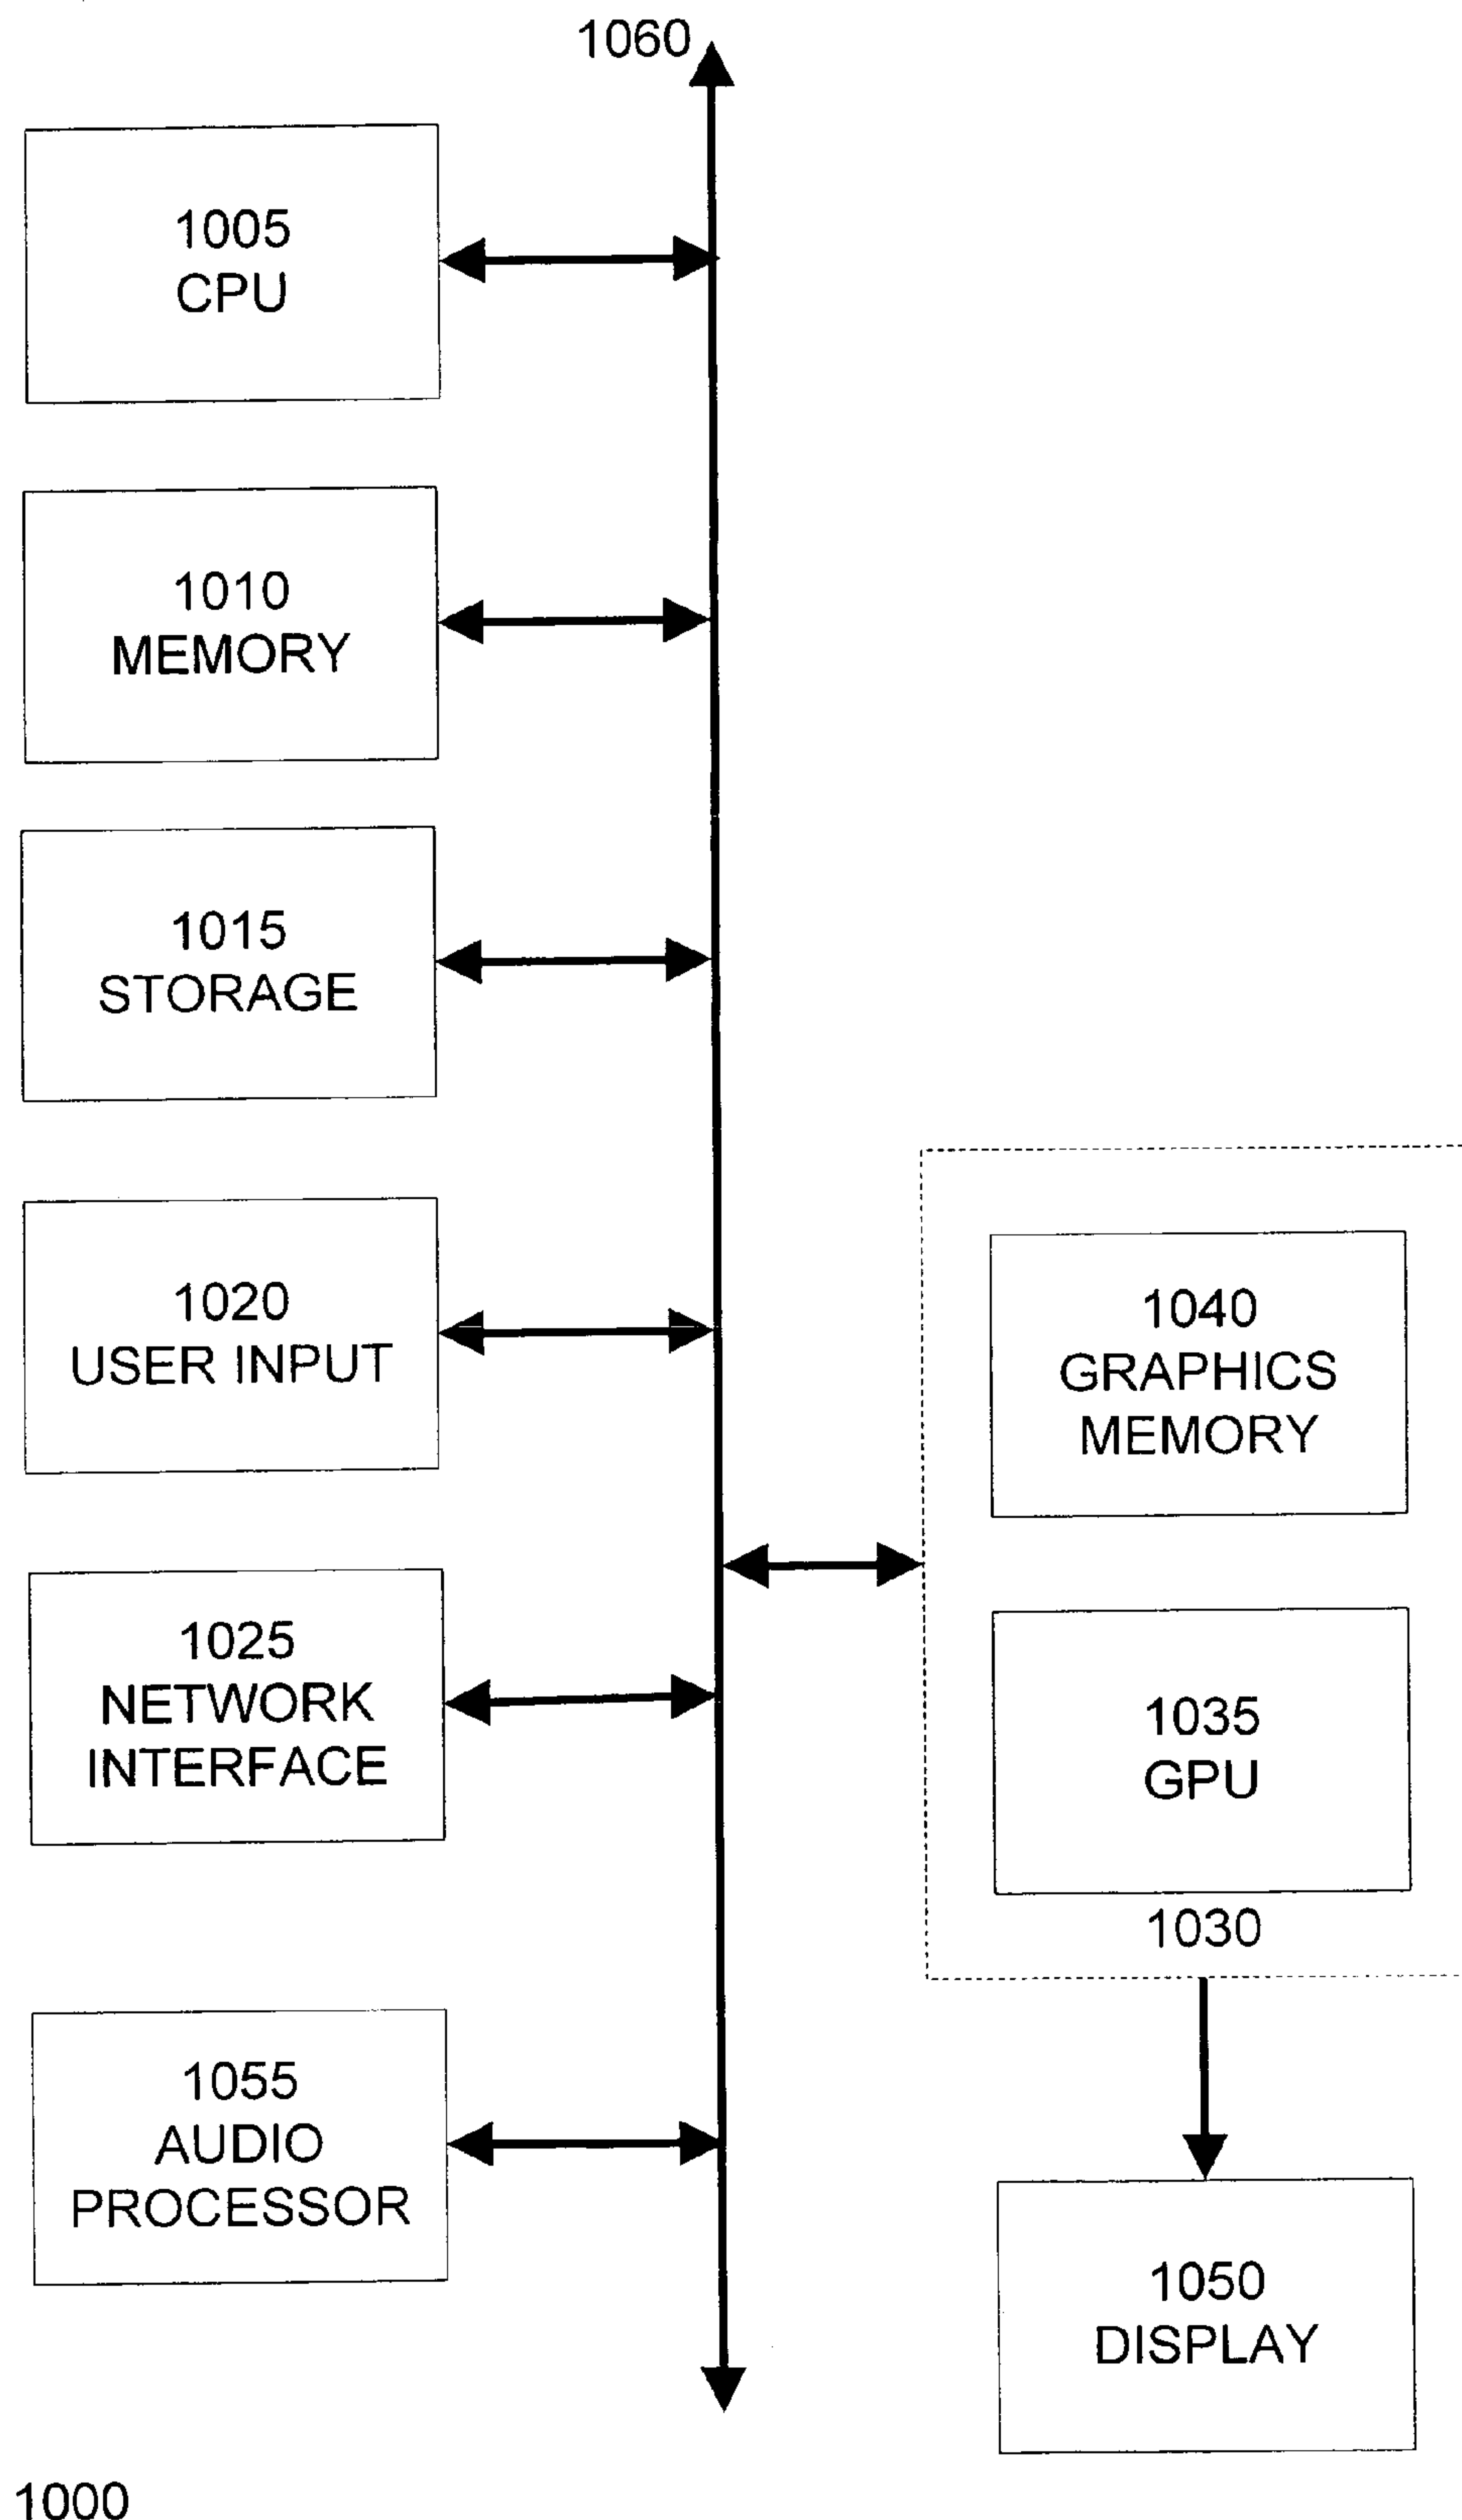 1060
1005
CPU
1010
MEMORY
1015
STORAGE
1020
USER INPUT
1025
NETWORK
INTERFACE
1055
AUDIO
PROCESSOR
1040
GRAPHICS
MEMORY
1035
GPU
1030
1050
DISPLAY
1000